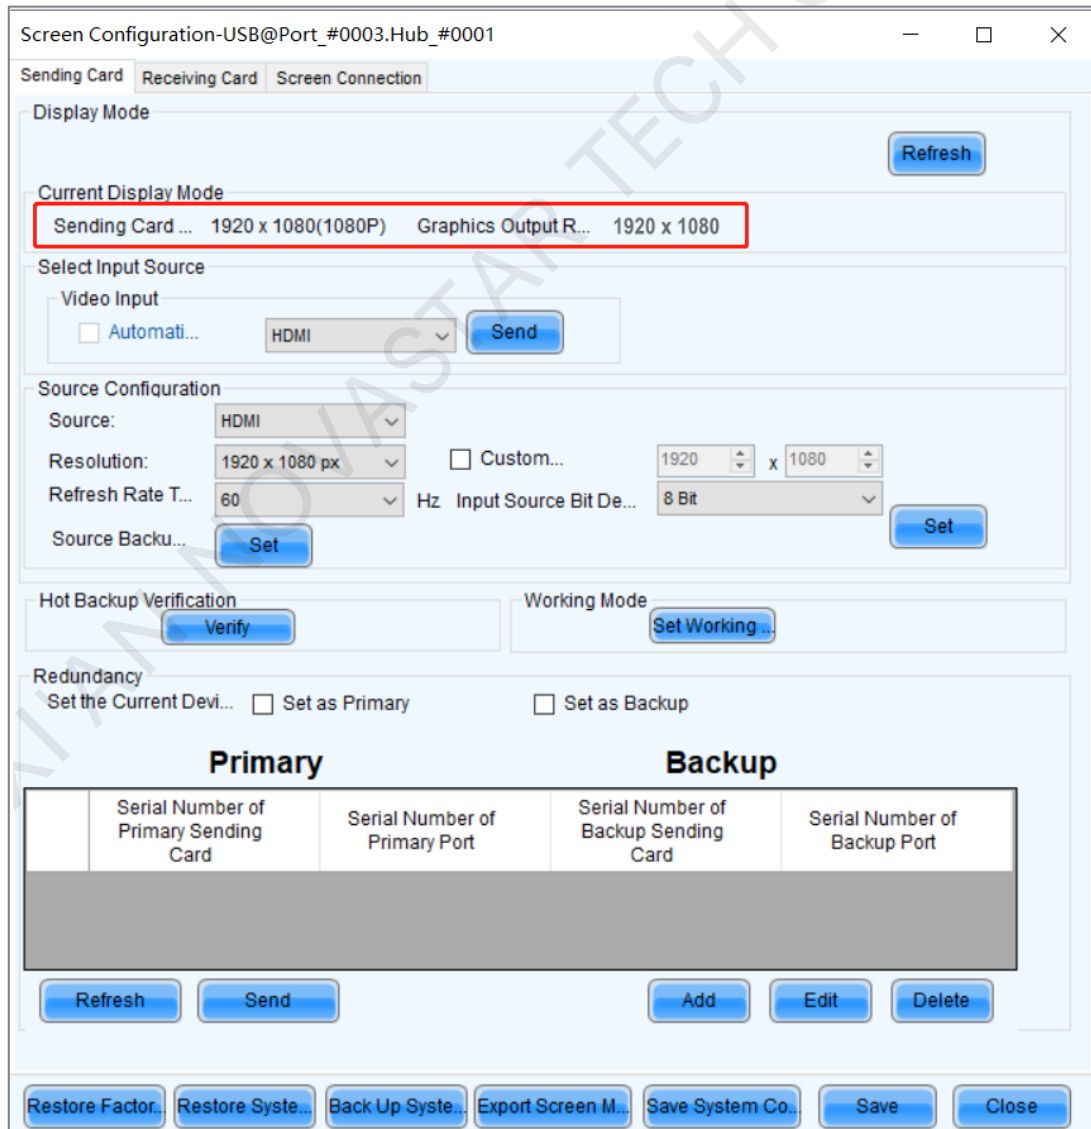 Screen Configuration-USB@Port_#0003.Hub_#0001
Sending Card Receiving Card Screen Connection
Display Mode
Refresh
Current Display Mode
Sending Card ... 1920 x 1080(1080P) Graphics Output R... 1920 x 1080
Select Input Source
Video Input
Automati... HDMI Send
Source Configuration
Source: HDMI
Resolution: 1920 x 1080 px Custom... 1920 x 1080
Refresh Rate T... 60 Hz Input Source Bit De... 8 Bit
Source Backu... Set Set
Hot Backup Verification Working Mode
Verify Set Working ...
Redundancy
Set the Current Devi... Set as Primary Set as Backup
Primary Backup
Serial Number of Primary Sending Card Serial Number of Primary Port Serial Number of Backup Sending Card Serial Number of Backup Port
Refresh Send Add Edit Delete
Restore Factor... Restore Syste... Back Up Syste... Export Screen M... Save System Co... Save Close
XI'AN NOVASTAR TECH